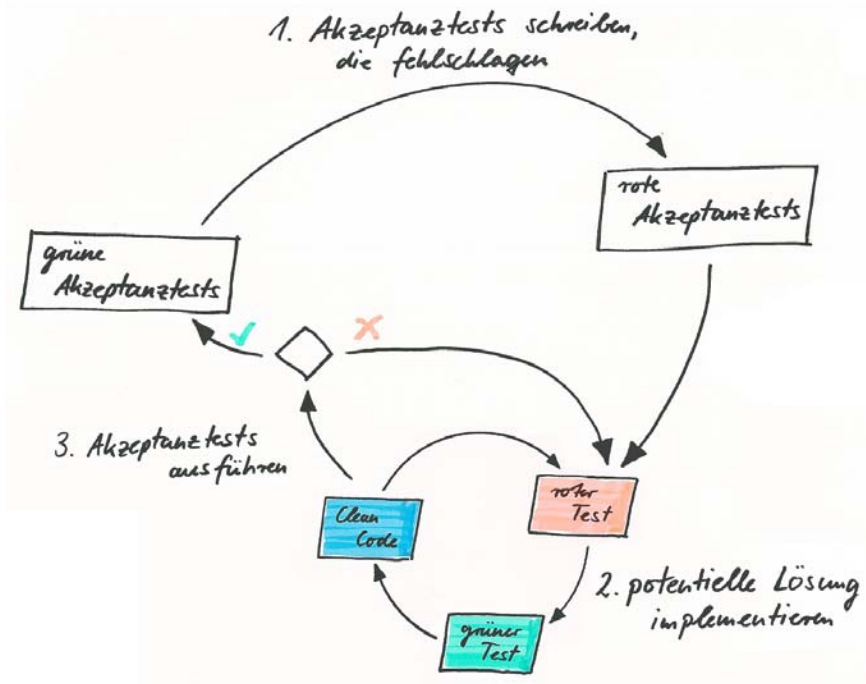 1. Akzeptanztests schreiben,
die fehlschlagen
rote
Akzeptanztests
grüne
Akzeptanztests
3. Akzeptanztests
ausführen
Clean
Code
roter
Test
2. potentielle Lösung
implementieren
grüner
Test